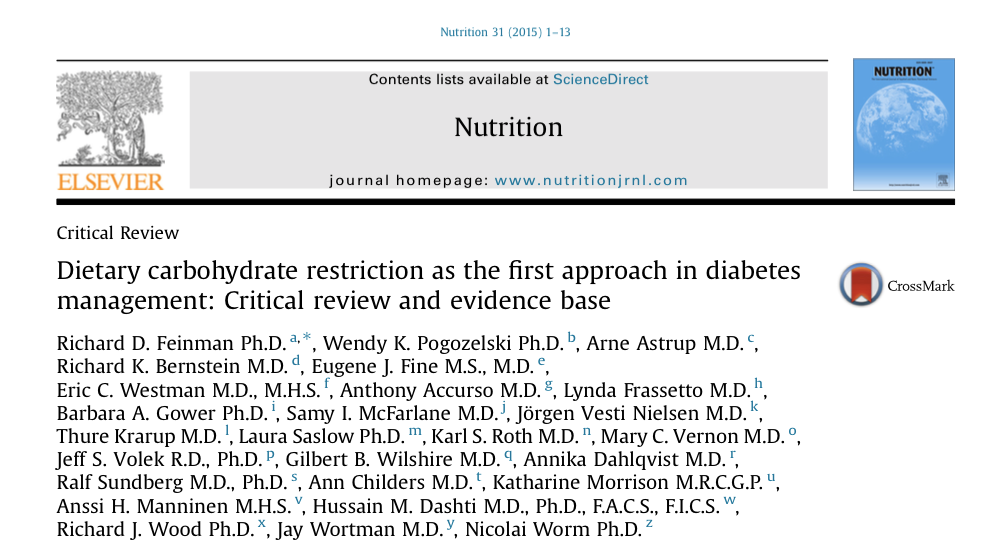 Nutrition 31 (2015) 1–13
Contents lists available at ScienceDirect
Nutrition
journal homepage: www.nutritionjrnl.com
ELSEVIER
NUTRITION
Critical Review
Dietary carbohydrate restriction as the first approach in diabetes
management: Critical review and evidence base
CrossMark
Richard D. Feinman Ph.D. a,*, Wendy K. Pogozelski Ph.D. b, Arne Astrup M.D. c,
Richard K. Bernstein M.D. d, Eugene J. Fine M.S., M.D. e,
Eric C. Westman M.D., M.H.S. f, Anthony Accurso M.D. g, Lynda Frassetto M.D. h,
Barbara A. Gower Ph.D. i, Samy I. McFarlane M.D. j, Jörgen Vesti Nielsen M.D. k,
Thure Krarup M.D. l, Laura Saslow Ph.D. m, Karl S. Roth M.D. n, Mary C. Vernon M.D. o,
Jeff S. Volek R.D., Ph.D. p, Gilbert B. Wilshire M.D. q, Annika Dahlqvist M.D. r,
Ralf Sundberg M.D., Ph.D. s, Ann Childers M.D. t, Katharine Morrison M.R.C.G.P. u,
Anssi H. Manninen M.H.S. v, Hussain M. Dashti M.D., Ph.D., F.A.C.S., F.I.C.S. w,
Richard J. Wood Ph.D. x, Jay Wortman M.D. y, Nicolai Worm Ph.D. z